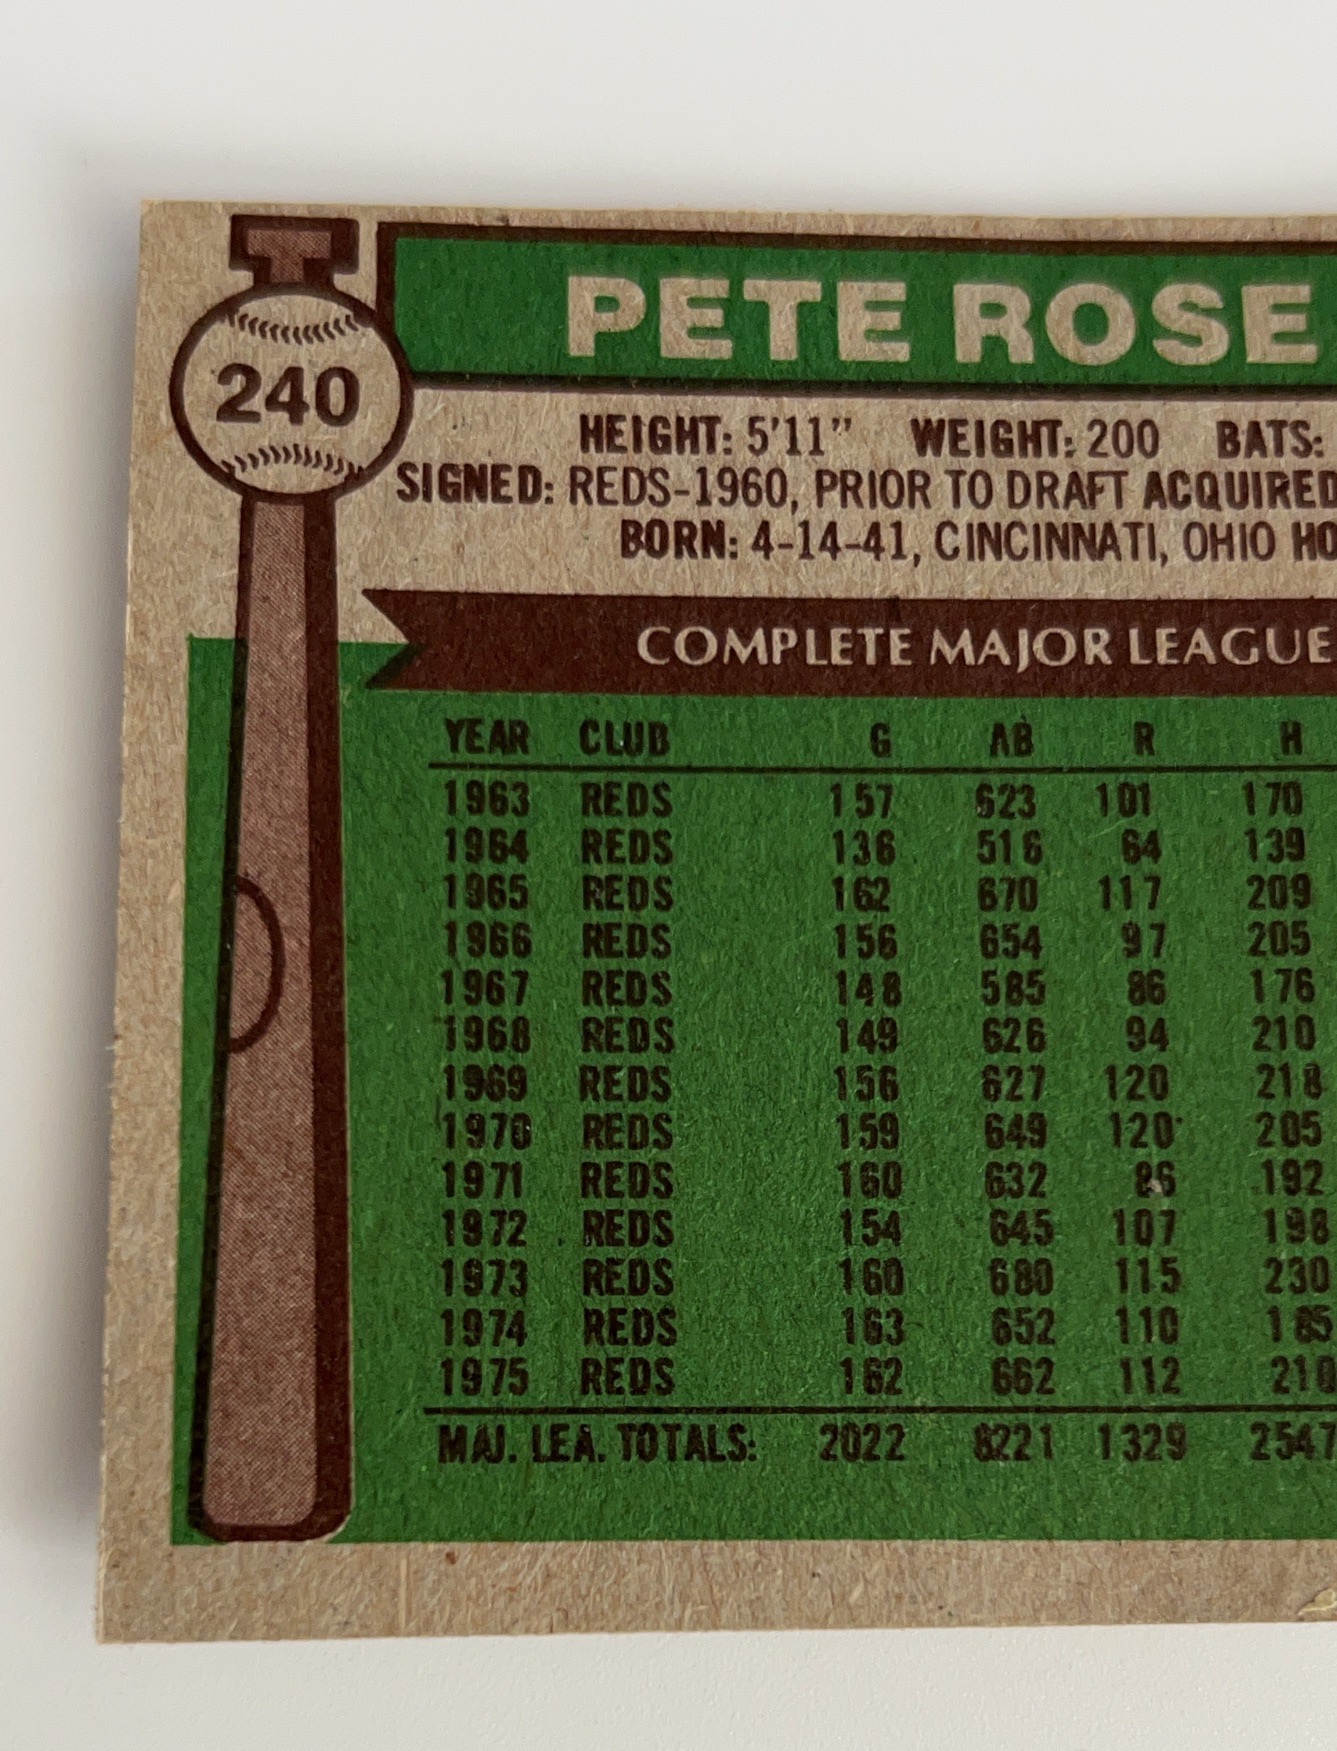 240
PETE ROSE
HEIGHT: 5'11" WEIGHT: 200 BATS:
SIGNED: REDS-1960, PRIOR TO DRAFT ACQUIRED
BORN: 4-14-41, CINCINNATI, OHIO HO
COMPLETE MAJOR LEAGUE
YEAR CLUB G AB R H
1963 REDS 157 623 101 170
1964 REDS 136 516 64 139
1965 REDS 162 670 117 209
1966 REDS 156 654 97 205
1967 REDS 148 585 86 176
1968 REDS 149 626 94 210
1969 REDS 156 627 120 218
1970 REDS 159 649 120 205
1971 REDS 160 632 86 192
1972 REDS 154 645 107 198
1973 REDS 160 680 115 230
1974 REDS 163 652 110 185
1975 REDS 162 662 112 210
MAJ. LEA. TOTALS: 2022 8221 1329 2547